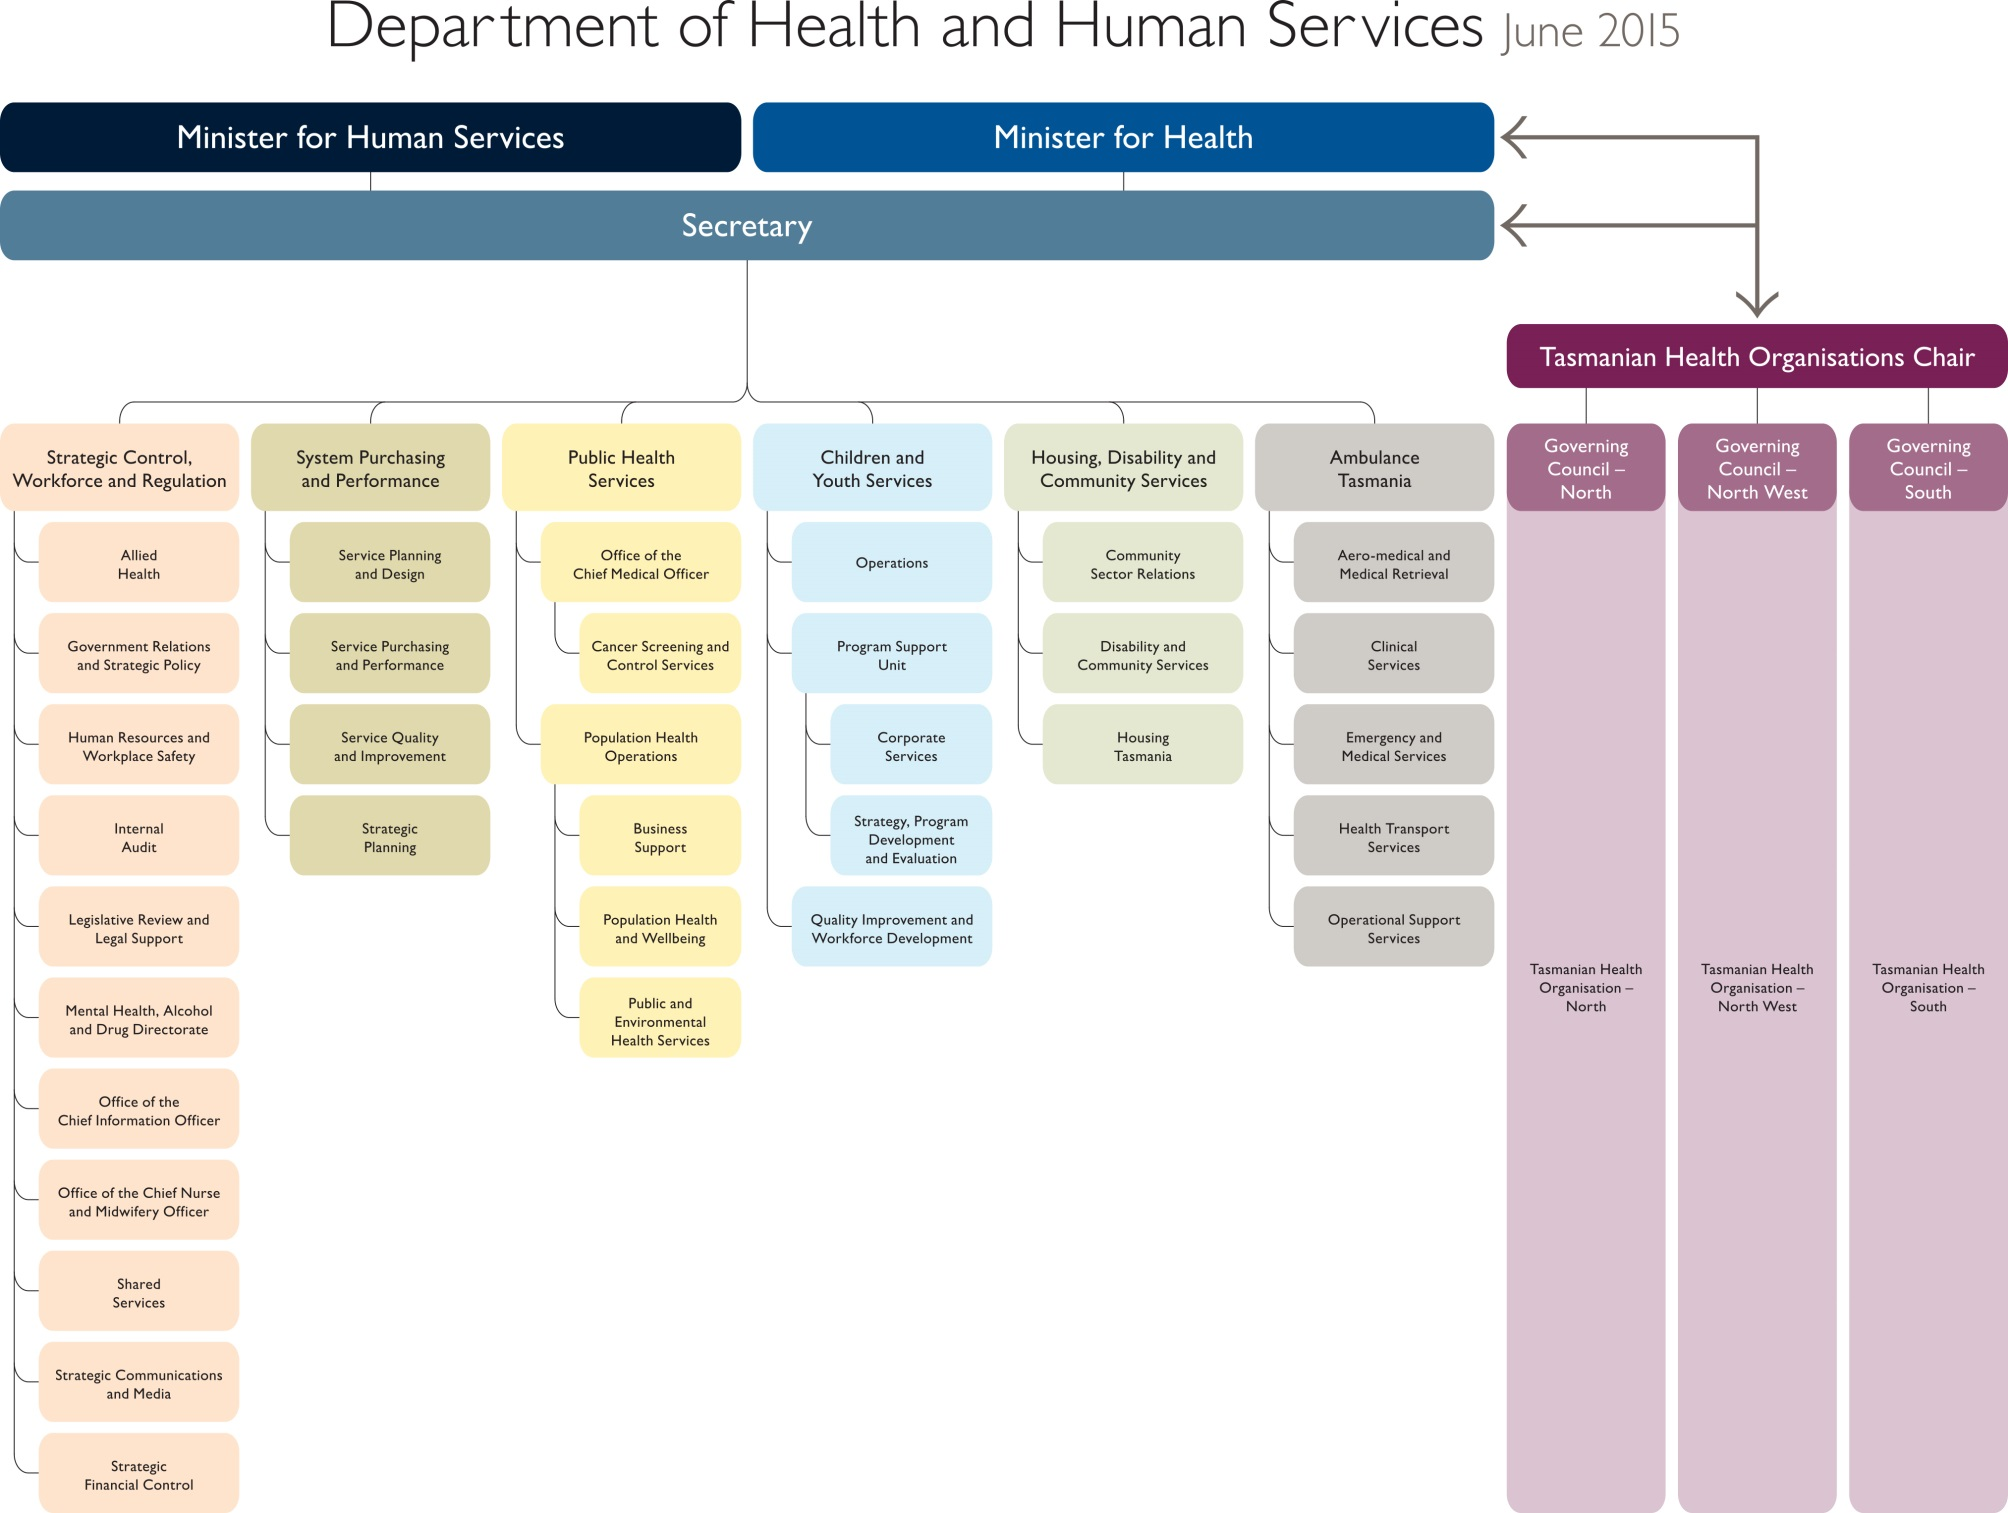 Department of Health and Human Services June 2015
Minister for Human Services
Minister for Health
Secretary
Tasmanian Health Organisations Chair
Strategic Control,
Workforce and Regulation
Allied
Health
Government Relations
and Strategic Policy
Human Resources and
Workplace Safety
Internal
Audit
Legislative Review and
Legal Support
Mental Health, Alcohol
and Drug Directorate
Office of the
Chief Information Officer
Office of the Chief Nurse
and Midwifery Officer
Shared
Services
Strategic Communications
and Media
Strategic
Financial Control
System Purchasing
and Performance
Service Planning
and Design
Service Purchasing
and Performance
Service Quality
and Improvement
Strategic
Planning
Public Health
Services
Office of the
Chief Medical Officer
Cancer Screening and
Control Services
Population Health
Operations
Business
Support
Population Health
and Wellbeing
Public and
Environmental
Health Services
Children and
Youth Services
Operations
Program Support
Unit
Corporate
Services
Strategy, Program
Development
and Evaluation
Quality Improvement and
Workforce Development
Housing, Disability and
Community Services
Community
Sector Relations
Disability and
Community Services
Housing
Tasmania
Ambulance
Tasmania
Aero-medical and
Medical Retrieval
Clinical
Services
Emergency and
Medical Services
Health Transport
Services
Operational Support
Services
Governing
Council –
North
Tasmanian Health
Organisation –
North
Governing
Council –
North West
Tasmanian Health
Organisation –
North West
Governing
Council –
South
Tasmanian Health
Organisation –
South